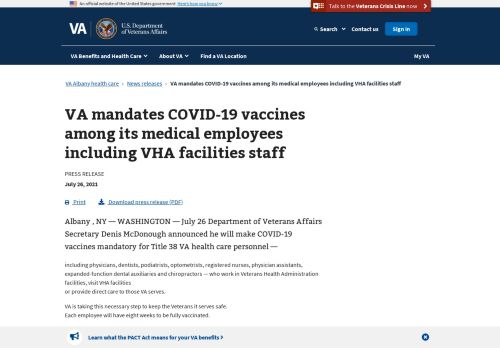 An official website of the United States government Here's how you know
Talk to the Veterans Crisis Line now
VA
U.S. Department
of Veterans Affairs
Search
Contact us
Sign in
VA Benefits and Health Care
About VA
Find a VA Location
My VA
VA Albany health care › News releases › VA mandates COVID-19 vaccines among its medical employees including VHA facilities staff
VA mandates COVID-19 vaccines
among its medical employees
including VHA facilities staff
PRESS RELEASE
July 26, 2021
Print
Download press release (PDF)
Albany , NY — WASHINGTON — July 26 Department of Veterans Affairs
Secretary Denis McDonough announced he will make COVID-19
vaccines mandatory for Title 38 VA health care personnel —
including physicians, dentists, podiatrists, optometrists, registered nurses, physician assistants,
expanded-function dental auxiliaries and chiropractors — who work in Veterans Health Administration
facilities, visit VHA facilities
or provide direct care to those VA serves.
VA is taking this necessary step to keep the Veterans it serves safe.
Each employee will have eight weeks to be fully vaccinated.
Learn what the PACT Act means for your VA benefits